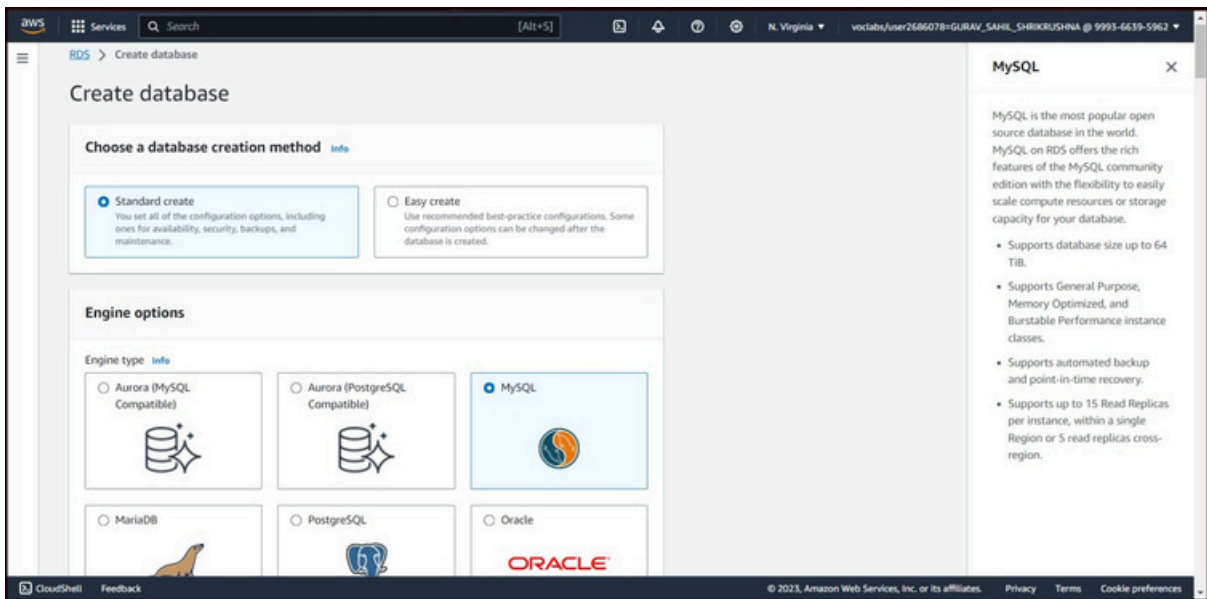 aws
Services
Search
[Alt+S]
N. Virginia
voclabs/user2686078=GURAV_SAHIL_SHRIKRUSHNA @ 9993-6639-5962
RDS > Create database
Create database
Choose a database creation method Info
Standard create
You set all of the configuration options, including
ones for availability, security, backups, and
maintenance.
Easy create
Use recommended best-practice configurations. Some
configuration options can be changed after the
database is created.
Engine options
Engine type Info
Aurora (MySQL
Compatible)
Aurora (PostgreSQL
Compatible)
MySQL
MariaDB
PostgreSQL
Oracle
ORACLE
MySQL
MySQL is the most popular open
source database in the world.
MySQL on RDS offers the rich
features of the MySQL community
edition with the flexibility to easily
scale compute resources or storage
capacity for your database.
• Supports database size up to 64
TiB.
• Supports General Purpose,
Memory Optimized, and
Burstable Performance instance
classes.
• Supports automated backup
and point-in-time recovery.
• Supports up to 15 Read Replicas
per instance, within a single
Region or 5 read replicas cross-
region.
CloudShell
Feedback
© 2023, Amazon Web Services, Inc. or its affiliates.
Privacy
Terms
Cookie preferences